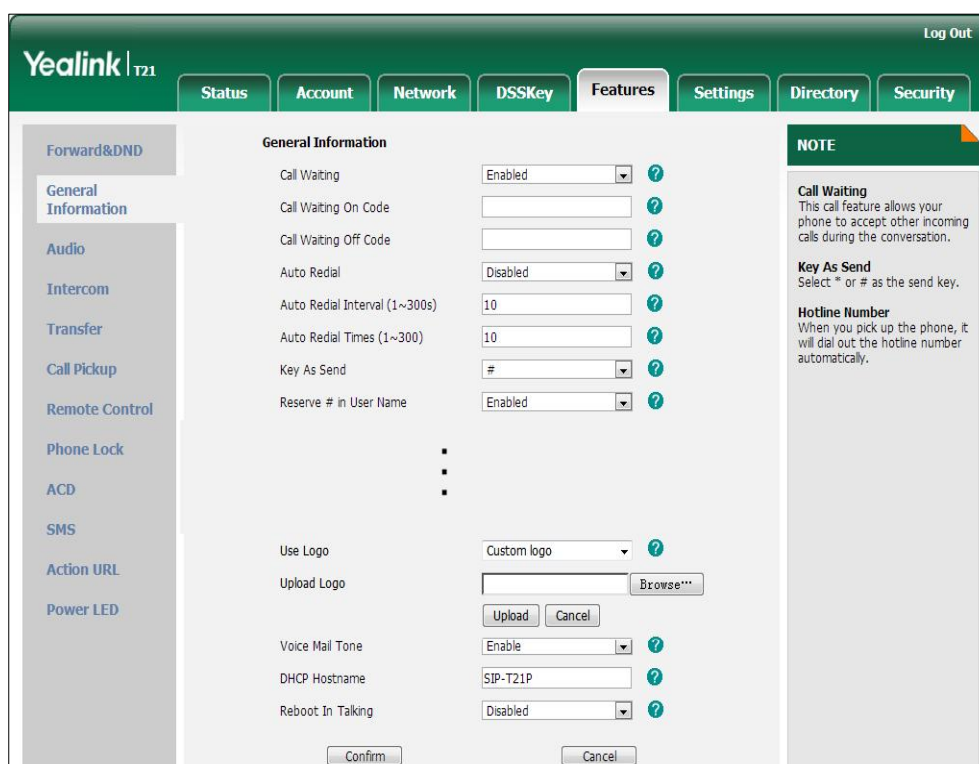 Log Out
Yealink T21
Status Account Network DSSKey Features Settings Directory Security
Forward&DND
General
Information
Audio
Intercom
Transfer
Call Pickup
Remote Control
Phone Lock
ACD
SMS
Action URL
Power LED
General Information
Call Waiting Enabled ?
Call Waiting On Code ?
Call Waiting Off Code ?
Auto Redial Disabled ?
Auto Redial Interval (1~300s) 10 ?
Auto Redial Times (1~300) 10 ?
Key As Send # ?
Reserve # in User Name Enabled ?
Use Logo Custom logo ?
Upload Logo Browse...
Upload Cancel
Voice Mail Tone Enable ?
DHCP Hostname SIP-T21P ?
Reboot In Talking Disabled ?
Confirm Cancel
NOTE
Call Waiting
This call feature allows your
phone to accept other incoming
calls during the conversation.
Key As Send
Select * or # as the send key.
Hotline Number
When you pick up the phone, it
will dial out the hotline number
automatically.